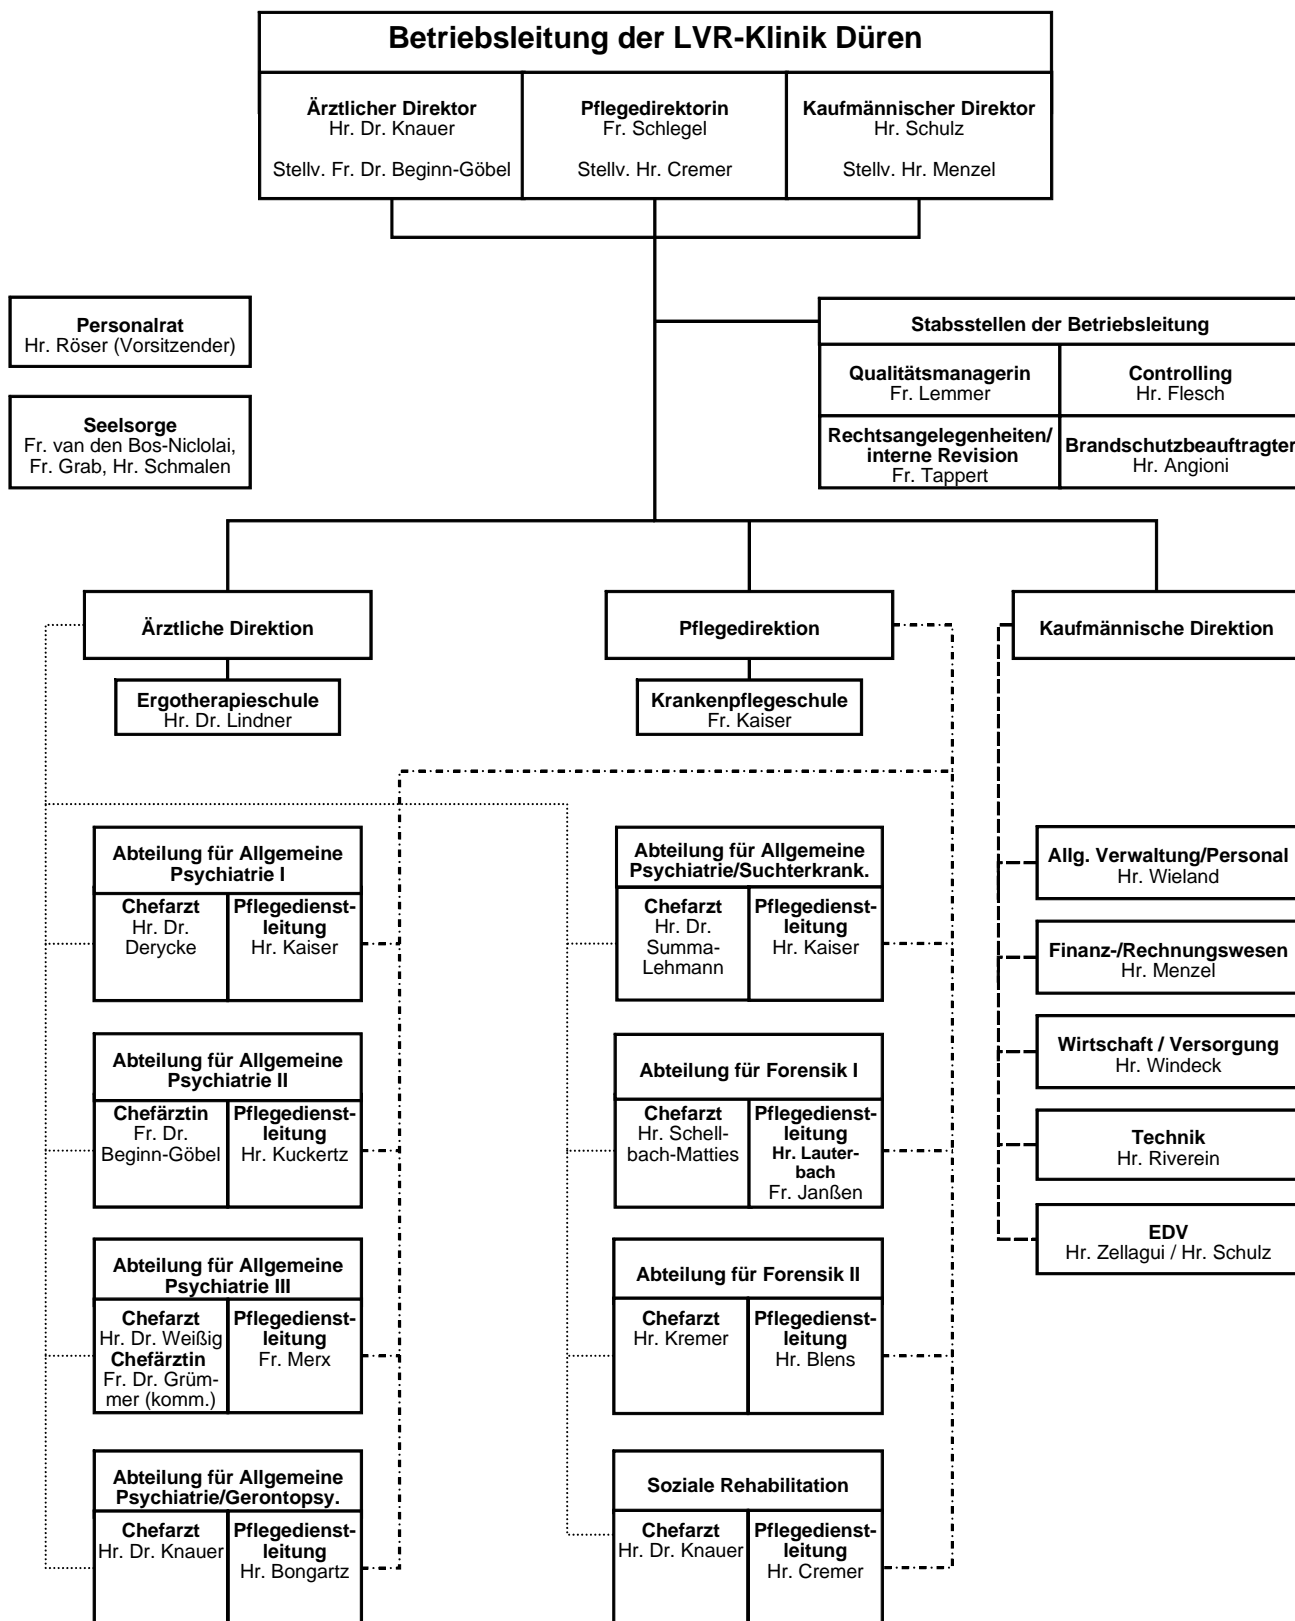 Betriebsleitung der LVR-Klinik Düren
Ärztlicher Direktor
Hr. Dr. Knauer
Stellv. Fr. Dr. Beginn-Göbel
Pflegedirektorin
Fr. Schlegel
Stellv. Hr. Cremer
Kaufmännischer Direktor
Hr. Schulz
Stellv. Hr. Menzel
Personalrat
Hr. Röser (Vorsitzender)
Seelsorge
Fr. van den Bos-Niclolai,
Fr. Grab, Hr. Schmalen
Stabsstellen der Betriebsleitung
Qualitätsmanagerin
Fr. Lemmer
Controlling
Hr. Flesch
Rechtsangelegenheiten/
interne Revision
Fr. Tappert
Brandschutzbeauftragter
Hr. Angioni
Ärztliche Direktion
Pflegedirektion
Kaufmännische Direktion
Ergotherapieschule
Hr. Dr. Lindner
Krankenpflegeschule
Fr. Kaiser
Abteilung für Allgemeine
Psychiatrie I
Chefarzt
Hr. Dr.
Derycke
Pflegedienst-
leitung
Hr. Kaiser
Abteilung für Allgemeine
Psychiatrie II
Chefärztin
Fr. Dr.
Beginn-Göbel
Pflegedienst-
leitung
Hr. Kuckertz
Abteilung für Allgemeine
Psychiatrie III
Chefarzt
Hr. Dr. Weißig
Chefärztin
Fr. Dr. Grüm-
mer (komm.)
Pflegedienst-
leitung
Fr. Merx
Abteilung für Allgemeine
Psychiatrie/Gerontopsy.
Chefarzt
Hr. Dr. Knauer
Pflegedienst-
leitung
Hr. Bongartz
Abteilung für Allgemeine
Psychiatrie/Suchterkrank.
Chefarzt
Hr. Dr.
Summa-
Lehmann
Pflegedienst-
leitung
Hr. Kaiser
Abteilung für Forensik I
Chefarzt
Hr. Schell-
bach-Matties
Pflegedienst-
leitung
Hr. Lauter-
bach
Fr. Janßen
Abteilung für Forensik II
Chefarzt
Hr. Kremer
Pflegedienst-
leitung
Hr. Blens
Soziale Rehabilitation
Chefarzt
Hr. Dr. Knauer
Pflegedienst-
leitung
Hr. Cremer
Allg. Verwaltung/Personal
Hr. Wieland
Finanz-/Rechnungswesen
Hr. Menzel
Wirtschaft / Versorgung
Hr. Windeck
Technik
Hr. Riverein
EDV
Hr. Zellagui / Hr. Schulz